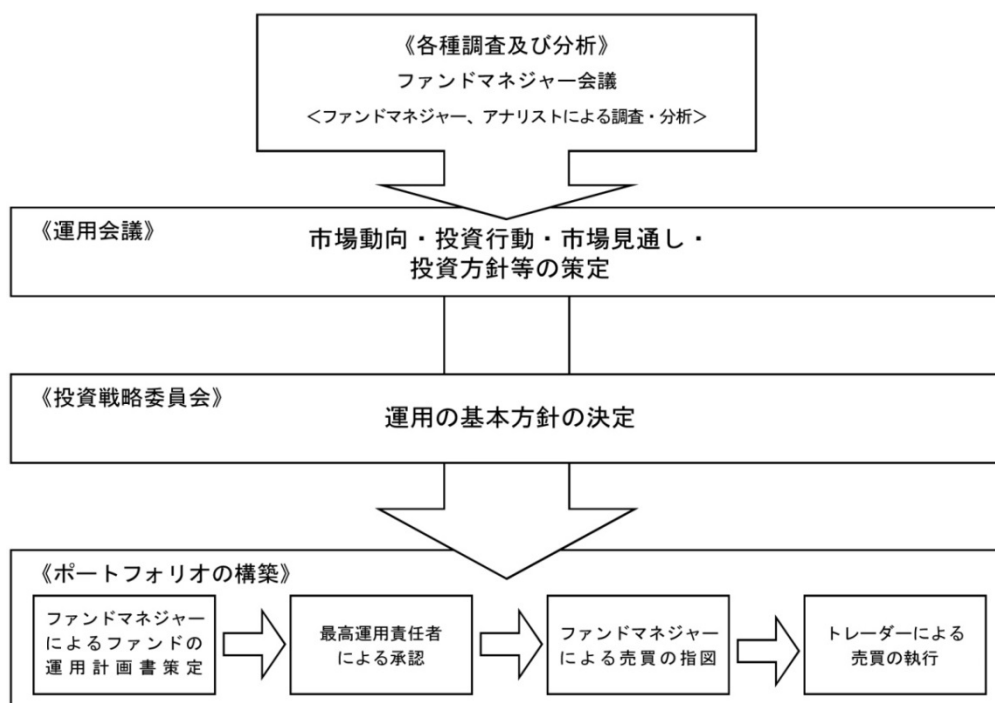 《各種調査及び分析》
ファンドマネジャー会議
＜ファンドマネジャー、アナリストによる調査・分析＞
《運用会議》
市場動向・投資行動・市場見通し・
投資方針等の策定
《投資戦略委員会》
運用の基本方針の決定
《ポートフォリオの構築》
ファンドマネジャー
によるファンドの
運用計画書策定
最高運用責任者
による承認
ファンドマネジャー
による売買の指図
トレーダーによる
売買の執行